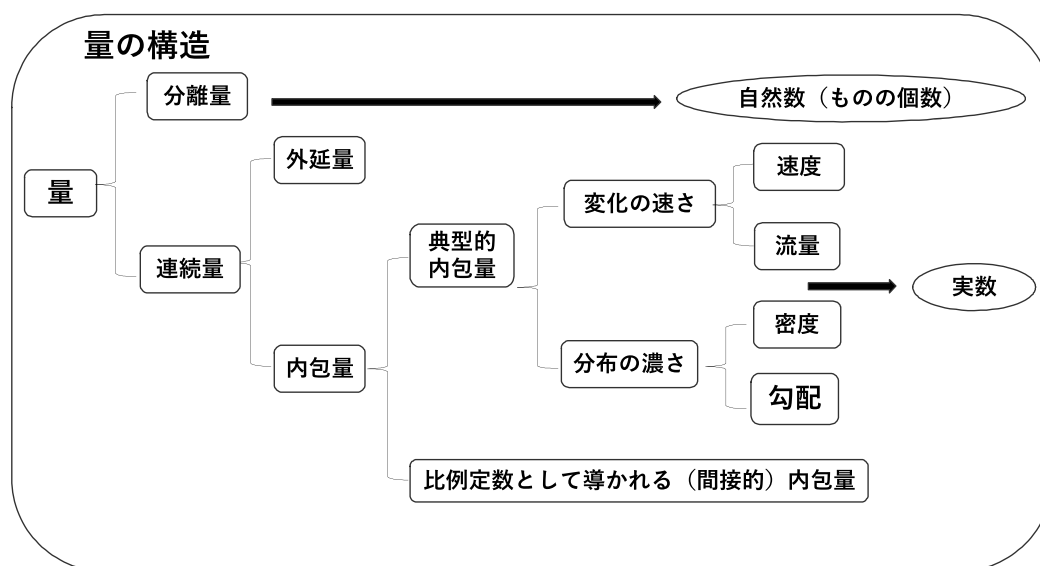 量の構造
分離量
自然数（ものの個数）
外延量
速度
量
変化の速さ
典型的
内包量
流量
連続量
実数
密度
内包量
分布の濃さ
勾配
比例定数として導かれる（間接的）内包量